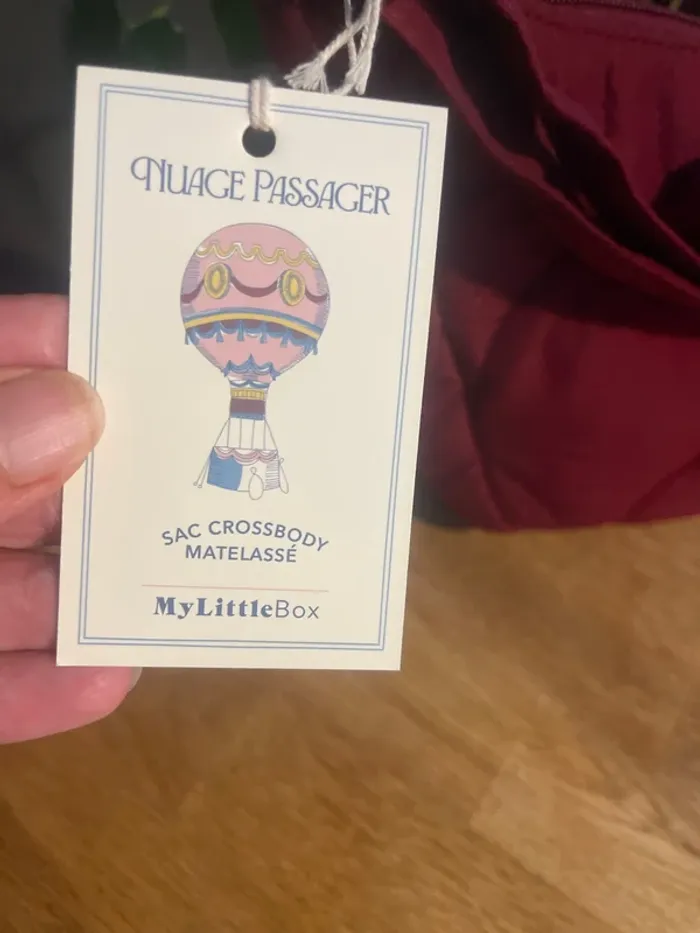 NUAGE PASSAGER
SAC CROSSBODY
MATELASSÉ
MyLittleBox